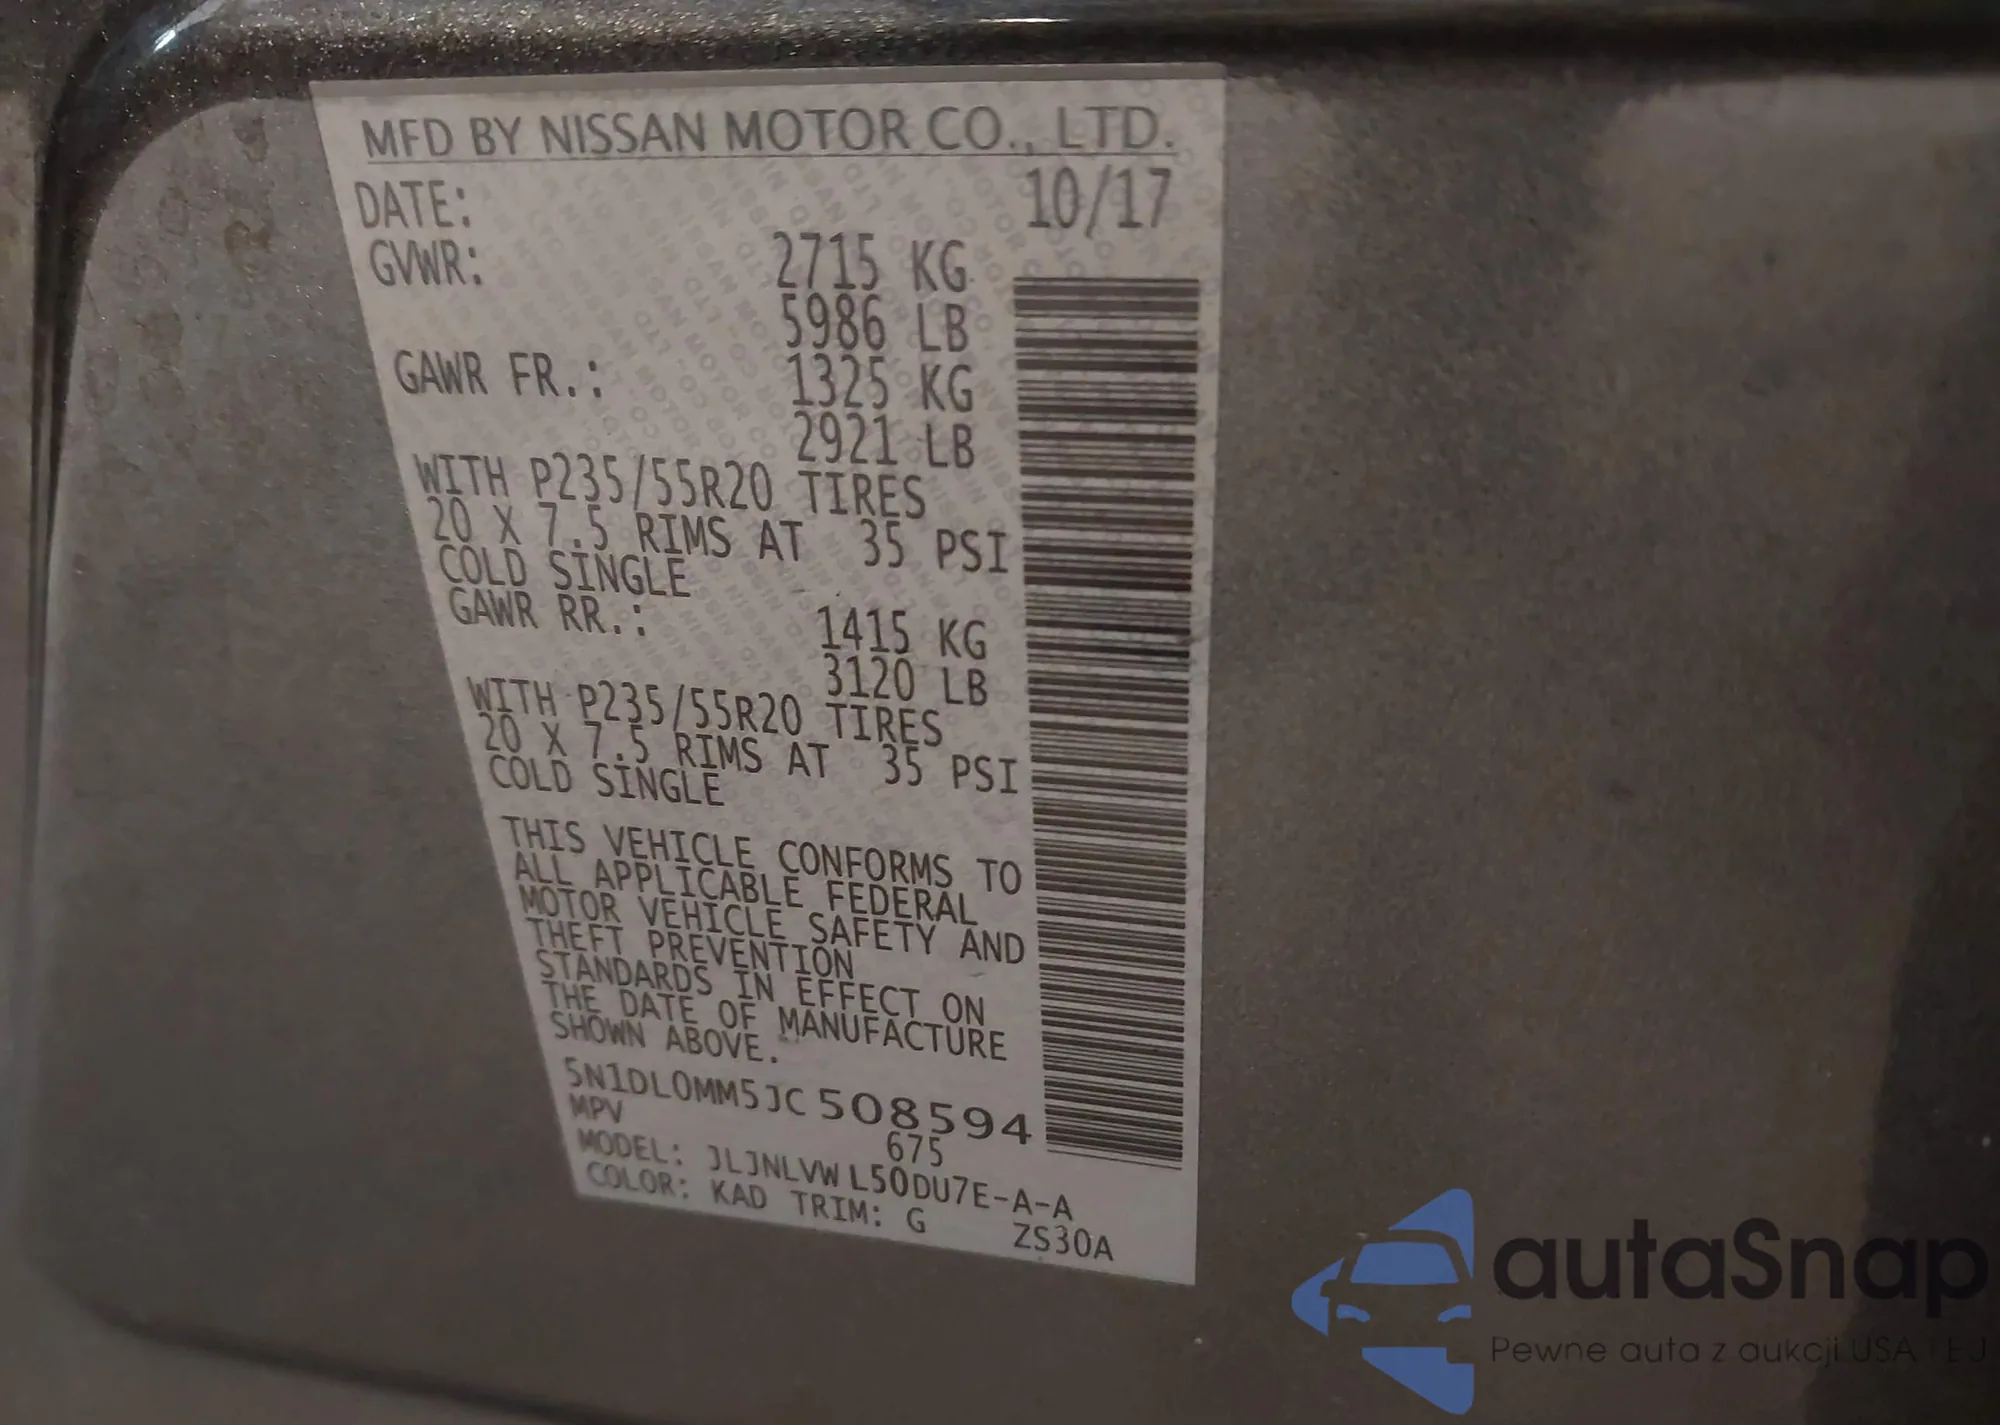 MFD BY NISSAN MOTOR CO., LTD.
DATE: 10/17
GVWR: 2715 KG
5986 LB
GAWR FR.: 1325 KG
2921 LB
WITH P235/55R20 TIRES
20 X 7.5 RIMS AT 35 PSI
COLD SINGLE
GAWR RR.: 1415 KG
3120 LB
WITH P235/55R20 TIRES
20 X 7.5 RIMS AT 35 PSI
COLD SINGLE
THIS VEHICLE CONFORMS TO
ALL APPLICABLE FEDERAL
MOTOR VEHICLE SAFETY AND
THEFT PREVENTION
STANDARDS IN EFFECT ON
THE DATE OF MANUFACTURE
SHOWN ABOVE.
5N1DL0MM5JC508594
MPV 675
MODEL: JLJNLVW L50DU7E-A-A
COLOR: KAD TRIM: G ZS30A
autaSnap
Pewne auta z aukcji USA i EU